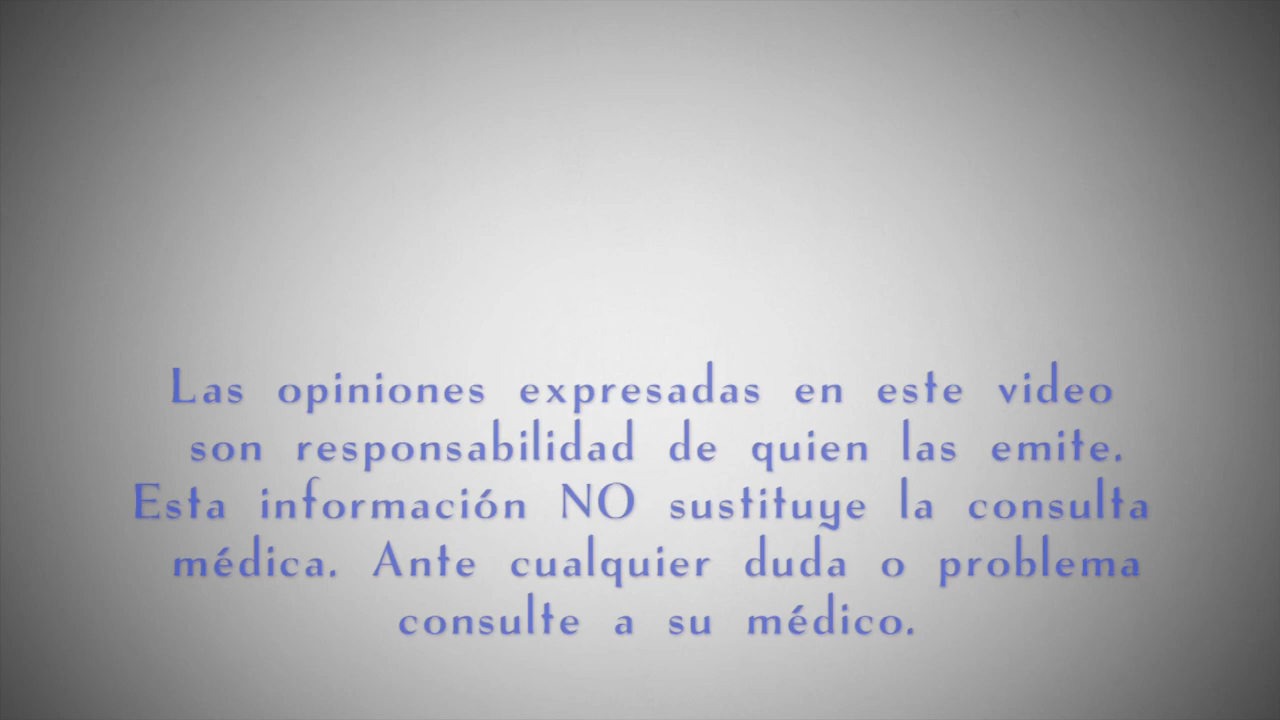 Las opiniones expresadas en este video
son responsabilidad de quien las emite.
Esta información NO sustituye la consulta
médica. Ante cualquier duda o problema
consulte a su médico.